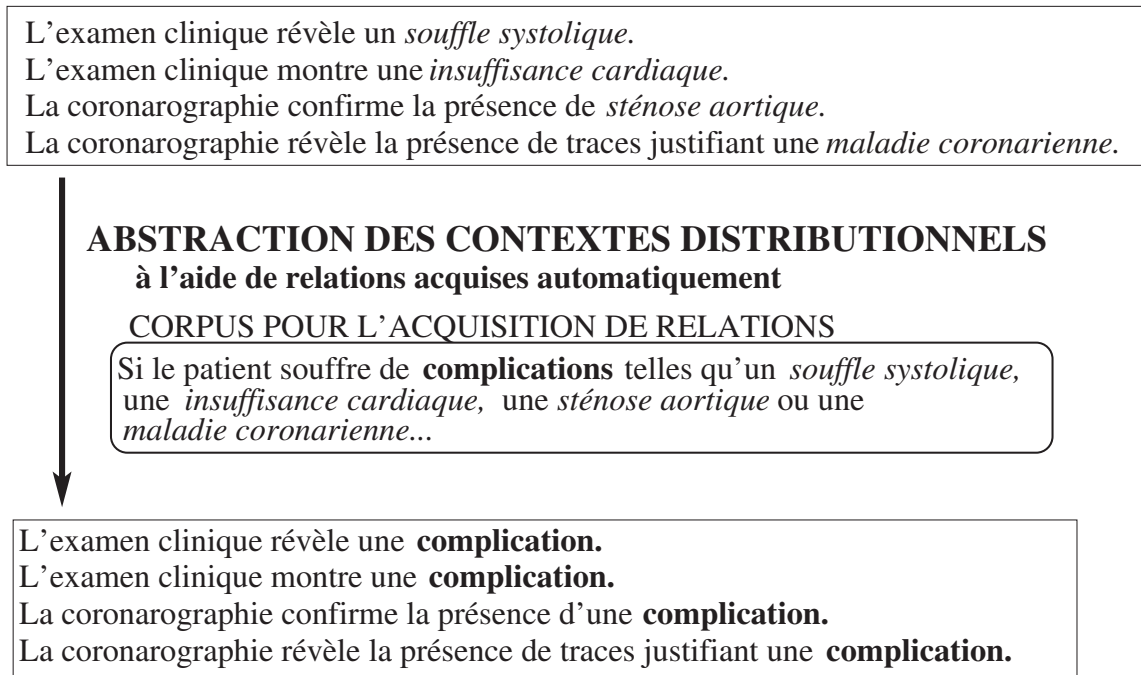 L'examen clinique révèle un souffle systolique.
L'examen clinique montre une insuffisance cardiaque.
La coronarographie confirme la présence de sténose aortique.
La coronarographie révèle la présence de traces justifiant une maladie coronarienne.
ABSTRACTION DES CONTEXTES DISTRIBUTIONNELS
à l'aide de relations acquises automatiquement
CORPUS POUR L'ACQUISITION DE RELATIONS
Si le patient souffre de complications telles qu'un souffle systolique,
une insuffisance cardiaque, une sténose aortique ou une
maladie coronarienne...
L'examen clinique révèle une complication.
L'examen clinique montre une complication.
La coronarographie confirme la présence d'une complication.
La coronarographie révèle la présence de traces justifiant une complication.